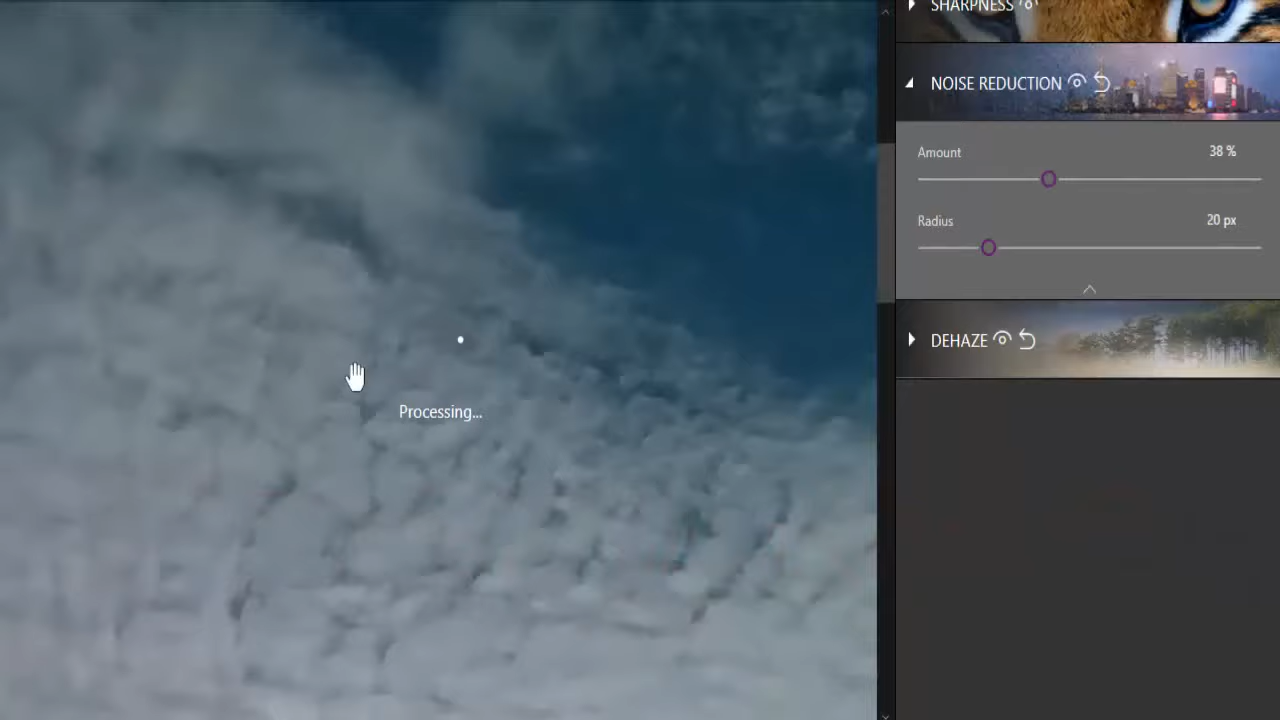 SHARPNESS
NOISE REDUCTION
Amount 38 %
Radius 20 px
Processing...
DEHAZE